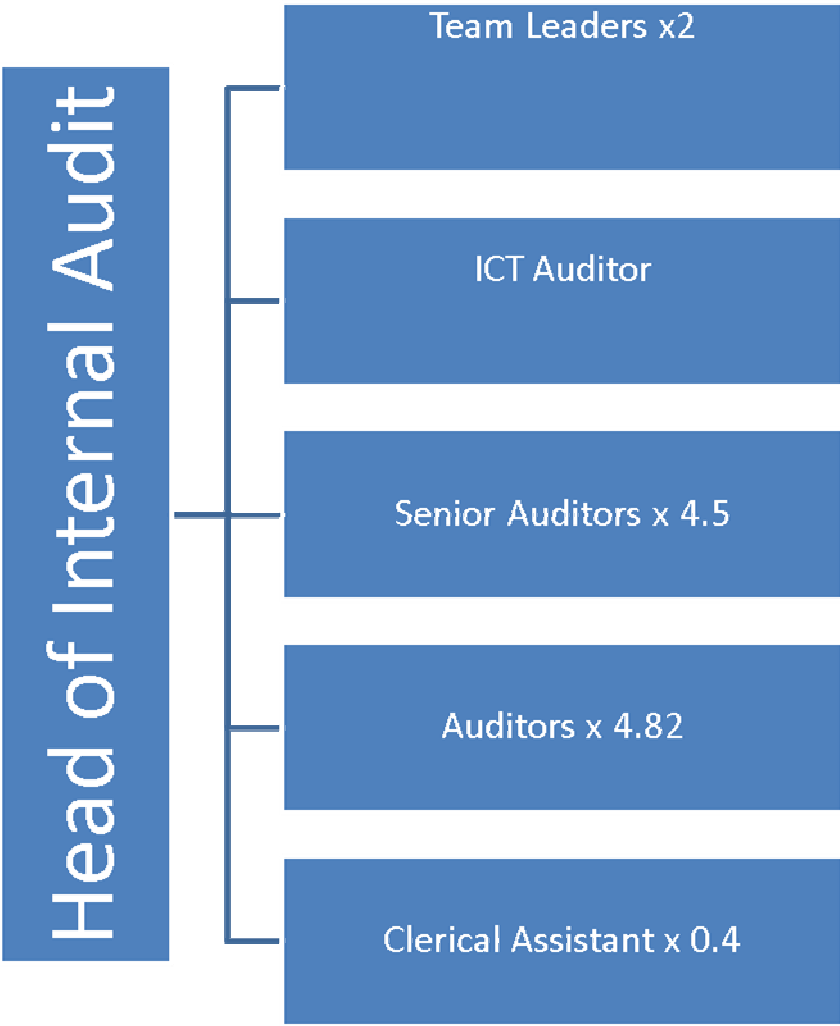 Head of Internal Audit
Team Leaders x2
ICT Auditor
Senior Auditors x 4.5
Auditors x 4.82
Clerical Assistant x 0.4